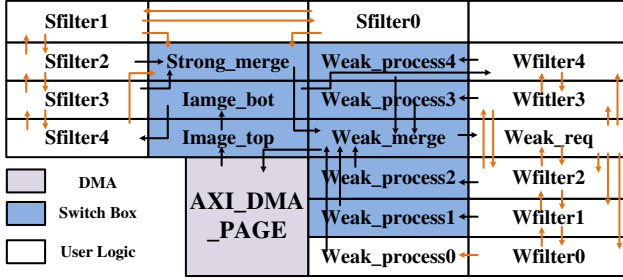 Sfilter1 Sfilter0
Sfilter2 Strong_merge Weak_process4 Wfilter4
Sfilter3 Iamge_bot Weak_process3 Wfitler3
Sfilter4 Image_top Weak_merge Weak_req
DMA AXI_DMA Weak_process2 Wfilter2
Switch Box _PAGE Weak_process1 Wfilter1
User Logic Weak_process0 Wfilter0